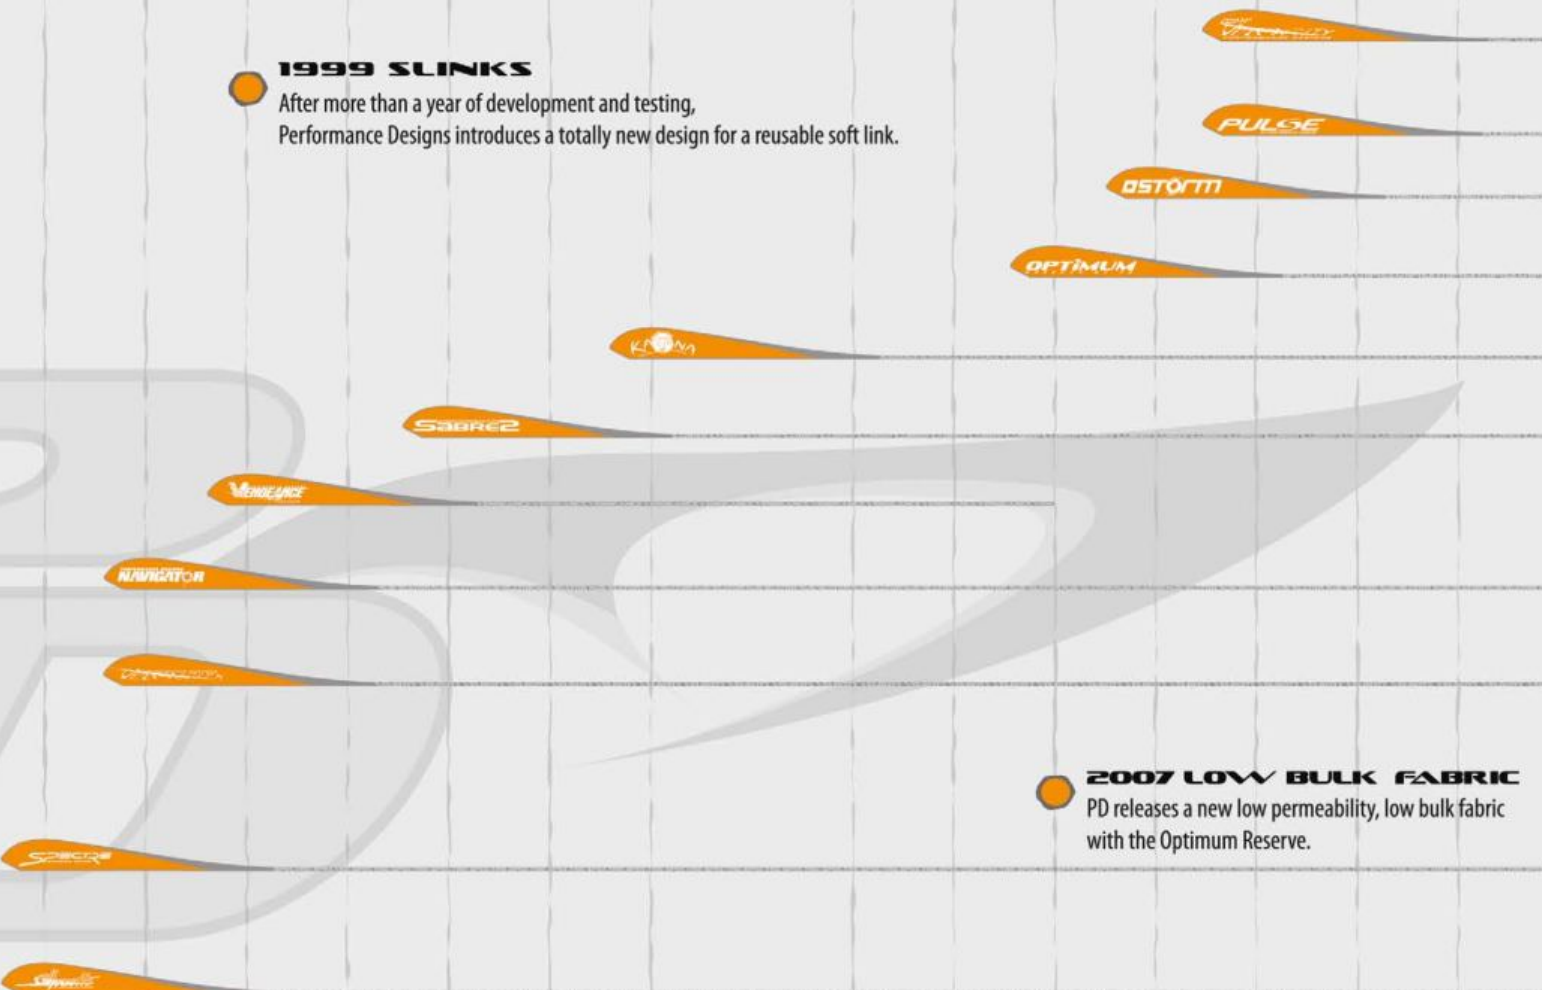 1999 SLINKS
After more than a year of development and testing,
Performance Designs introduces a totally new design for a reusable soft link.
PULSE
STORM
OPTIMUM
KATANA
SABRE2
VENGEANCE
NAVIGATOR
2007 LOW BULK FABRIC
PD releases a new low permeability, low bulk fabric
with the Optimum Reserve.
SPECTRE